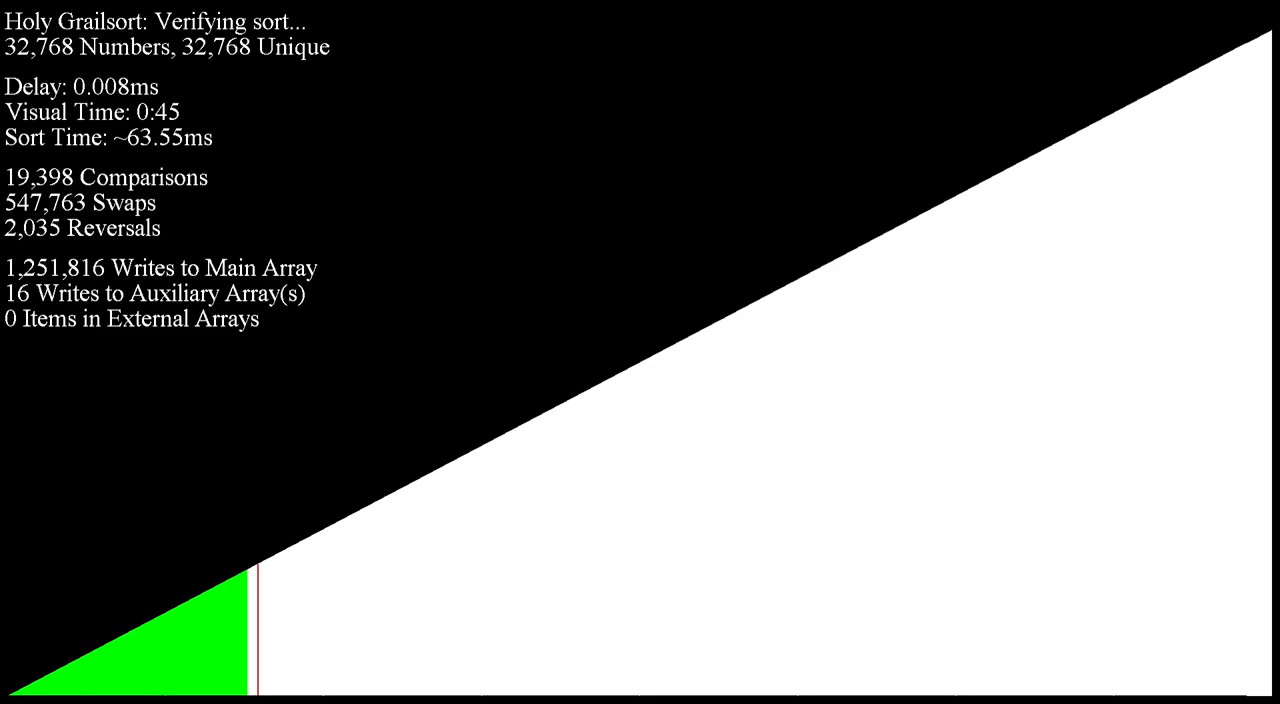 Holy Grailsort: Verifying sort...
32,768 Numbers, 32,768 Unique
Delay: 0.008ms
Visual Time: 0:45
Sort Time: ~63.55ms
19,398 Comparisons
547,763 Swaps
2,035 Reversals
1,251,816 Writes to Main Array
16 Writes to Auxiliary Array(s)
0 Items in External Arrays